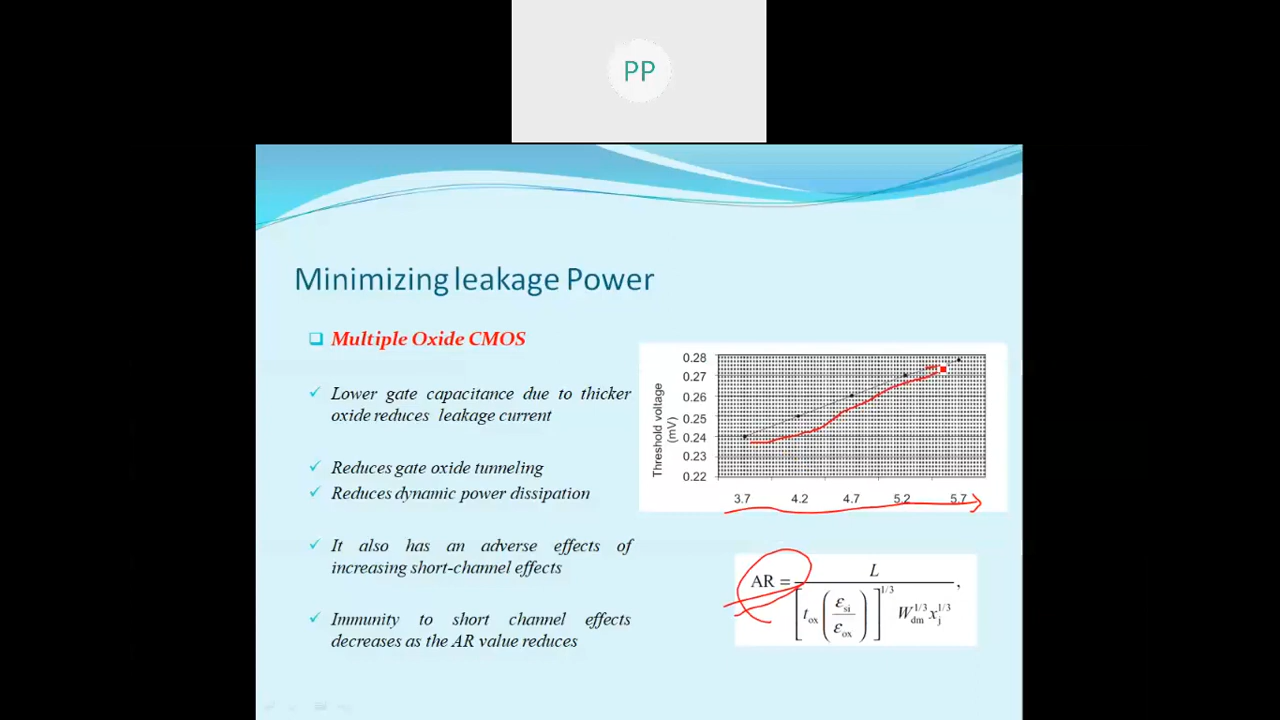 PP
Minimizing leakage Power
Multiple Oxide CMOS
Lower gate capacitance due to thicker
oxide reduces leakage current
Reduces gate oxide tunneling
Reduces dynamic power dissipation
It also has an adverse effects of
increasing short-channel effects
Immunity to short channel effects
decreases as the AR value reduces
Threshold voltage
(mV)
0.28
0.27
0.26
0.25
0.24
0.23
0.22
3.7 4.2 4.7 5.2 5.7
AR = L / [t_ox (ε_si / ε_ox)]^1/3 W_dm^1/3 x_j^1/3 ,